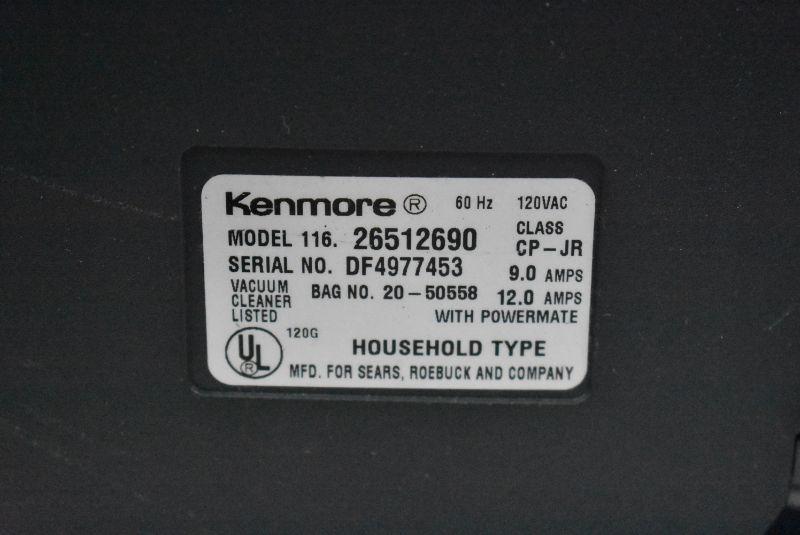 Kenmore ® 60 Hz 120VAC
MODEL 116. 26512690 CLASS CP-JR
SERIAL NO. DF4977453 9.0 AMPS
VACUUM CLEANER LISTED BAG NO. 20-50558 12.0 AMPS
WITH POWERMATE
UL ® 120G HOUSEHOLD TYPE
MFD. FOR SEARS, ROEBUCK AND COMPANY